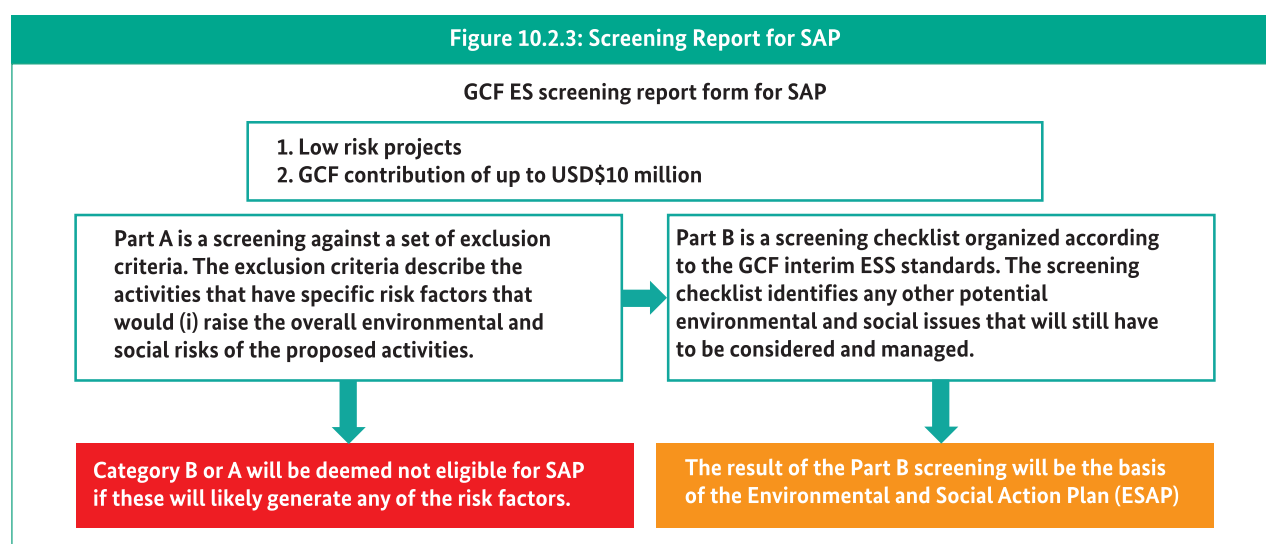 Figure 10.2.3: Screening Report for SAP
GCF ES screening report form for SAP
1. Low risk projects
2. GCF contribution of up to USD$10 million
Part A is a screening against a set of exclusion
criteria. The exclusion criteria describe the
activities that have specific risk factors that
would (i) raise the overall environmental and
social risks of the proposed activities.
Part B is a screening checklist organized according
to the GCF interim ESS standards. The screening
checklist identifies any other potential
environmental and social issues that will still have
to be considered and managed.
Category B or A will be deemed not eligible for SAP
if these will likely generate any of the risk factors.
The result of the Part B screening will be the basis
of the Environmental and Social Action Plan (ESAP)